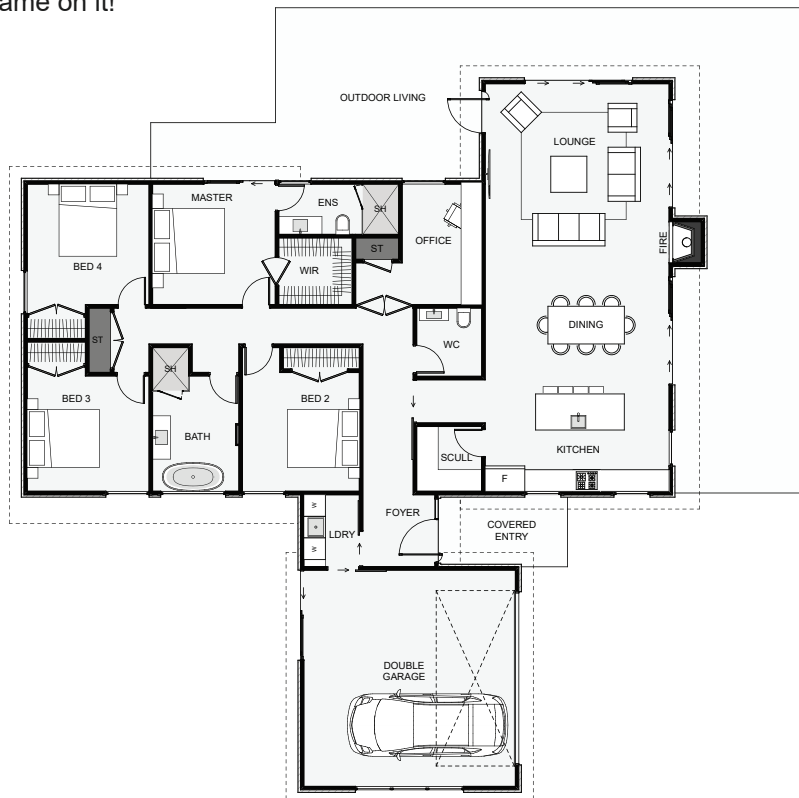 ame on it!
OUTDOOR LIVING
LOUNGE
MASTER
ENS
SH
OFFICE
ST
BED 4
WIR
FIRE
DINING
ST
WC
SH
BED 3
BED 2
BATH
KITCHEN
SCULL
F
W
FOYER
LDRY
COVERED
ENTRY
W
DOUBLE
GARAGE